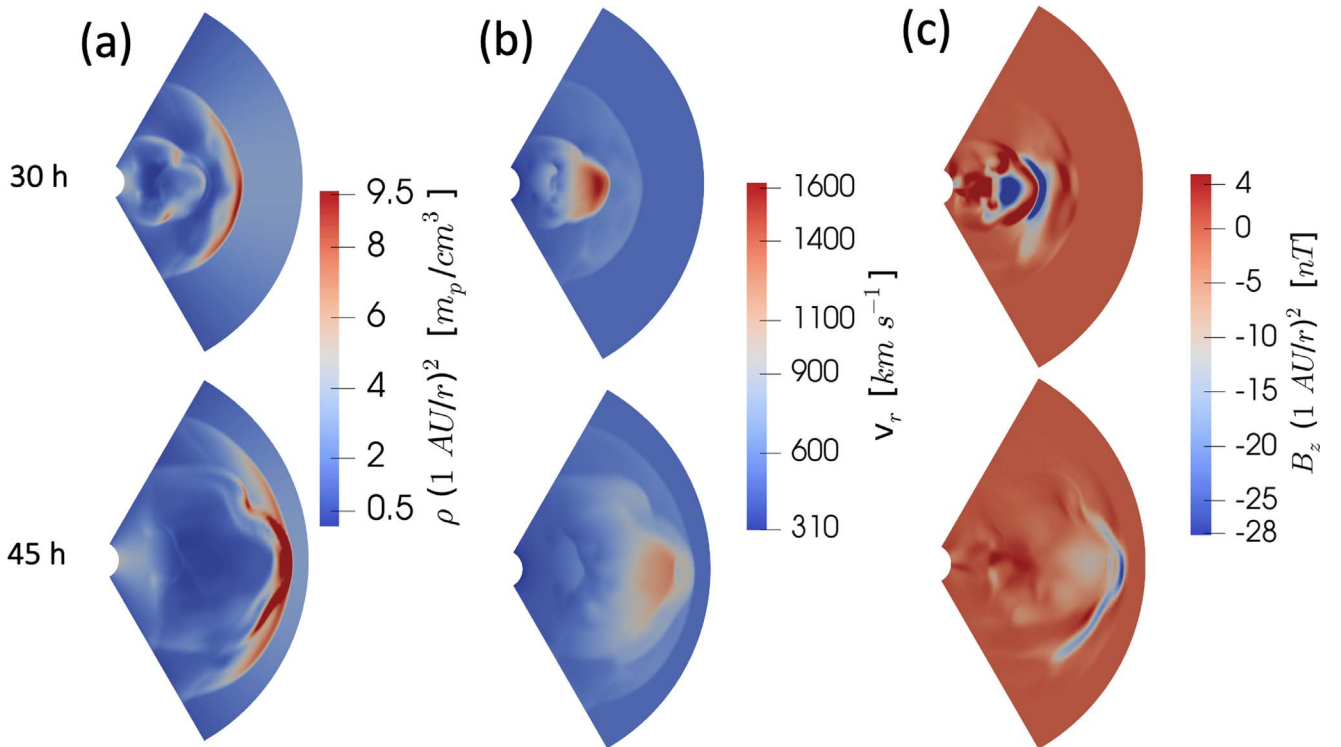 (a)
(b)
(c)
30 h
45 h
9.5
8
6
4
2
0.5
ρ (1 AU/r)² [m_p/cm³]
1600
1400
1100
900
600
310
v_r [km s⁻¹]
4
0
-5
-10
-15
-20
-25
-28
B_z (1 AU/r)² [nT]